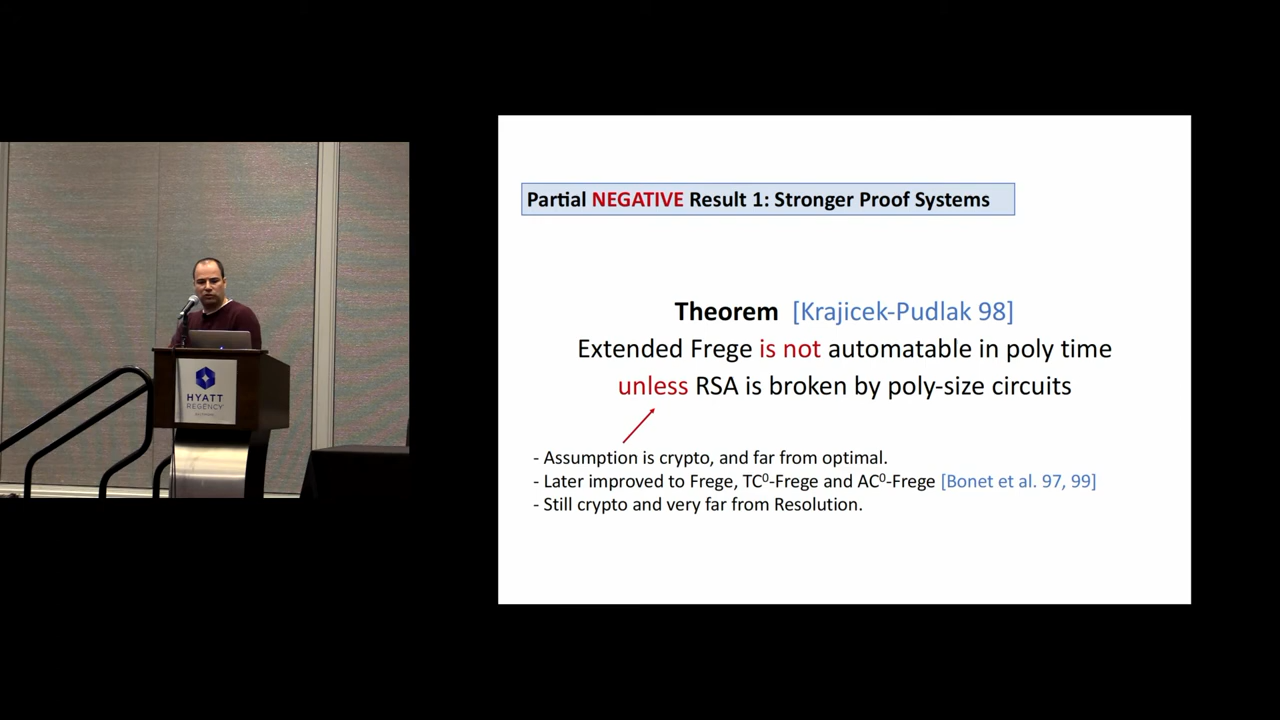 Partial NEGATIVE Result 1: Stronger Proof Systems
Theorem [Krajicek-Pudlak 98]
Extended Frege is not automatable in poly time
unless RSA is broken by poly-size circuits
- Assumption is crypto, and far from optimal.
- Later improved to Frege, TC⁰-Frege and AC⁰-Frege [Bonet et al. 97, 99]
- Still crypto and very far from Resolution.
HYATT
REGENCY